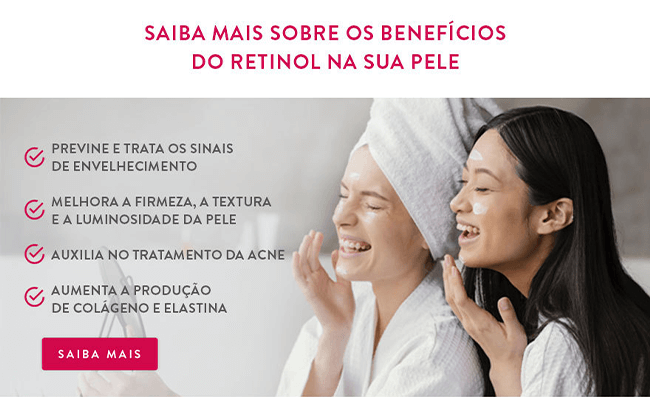 SAIBA MAIS SOBRE OS BENEFÍCIOS
DO RETINOL NA SUA PELE
PREVINE E TRATA OS SINAIS
DE ENVELHECIMENTO
MELHORA A FIRMEZA, A TEXTURA
E A LUMINOSIDADE DA PELE
AUXILIA NO TRATAMENTO DA ACNE
AUMENTA A PRODUÇÃO
DE COLÁGENO E ELASTINA
SAIBA MAIS